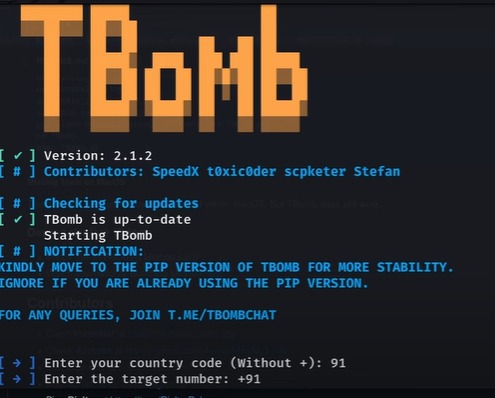 TBomb
[ ✔ ] Version: 2.1.2
[ # ] Contributors: SpeedX t0xic0der scpketer Stefan
[ # ] Checking for updates
[ ✔ ] TBomb is up-to-date
Starting TBomb
[ # ] NOTIFICATION:
KINDLY MOVE TO THE PIP VERSION OF TBOMB FOR MORE STABILITY.
IGNORE IF YOU ARE ALREADY USING THE PIP VERSION.
FOR ANY QUERIES, JOIN T.ME/TBOMBCHAT
[ → ] Enter your country code (Without +): 91
[ → ] Enter the target number: +91